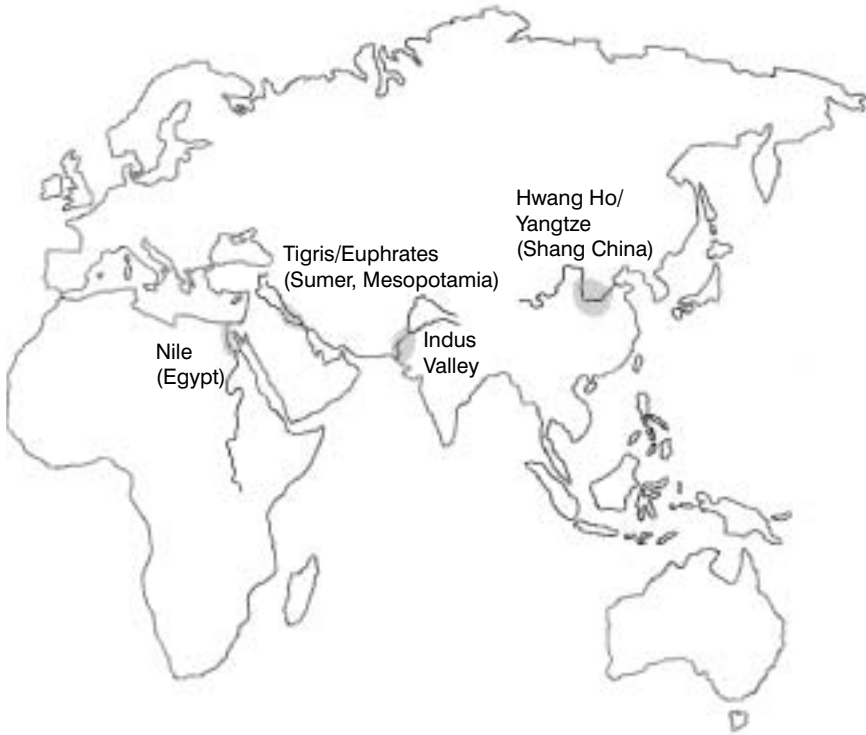 Hwang Ho/
Yangtze
(Shang China)
Tigris/Euphrates
(Sumer, Mesopotamia)
Indus
Valley
Nile
(Egypt)